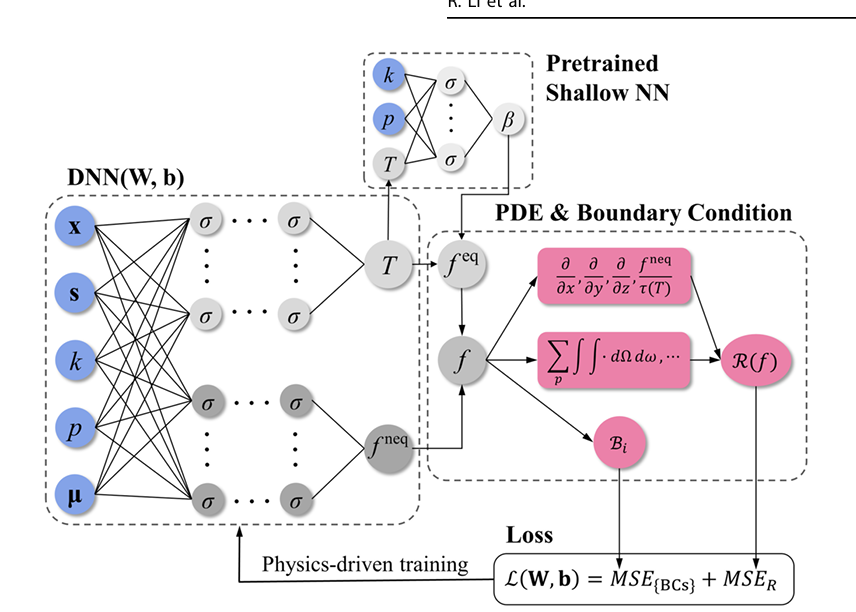 R. Li et al.
Pretrained
Shallow NN
k
p
T
σ
σ
β
DNN(W, b)
x
s
k
p
μ
σ ··· σ
σ ··· σ
σ ··· σ
σ ··· σ
T
f^neq
PDE & Boundary Condition
f^eq
f
∂/∂x, ∂/∂y, ∂/∂z, f^neq/τ(T)
∑_p ∫∫· dΩ dω, ⋯
ℛ(f)
ℬ_i
Loss
ℒ(W, b) = MSE_{BCs} + MSE_R
Physics-driven training